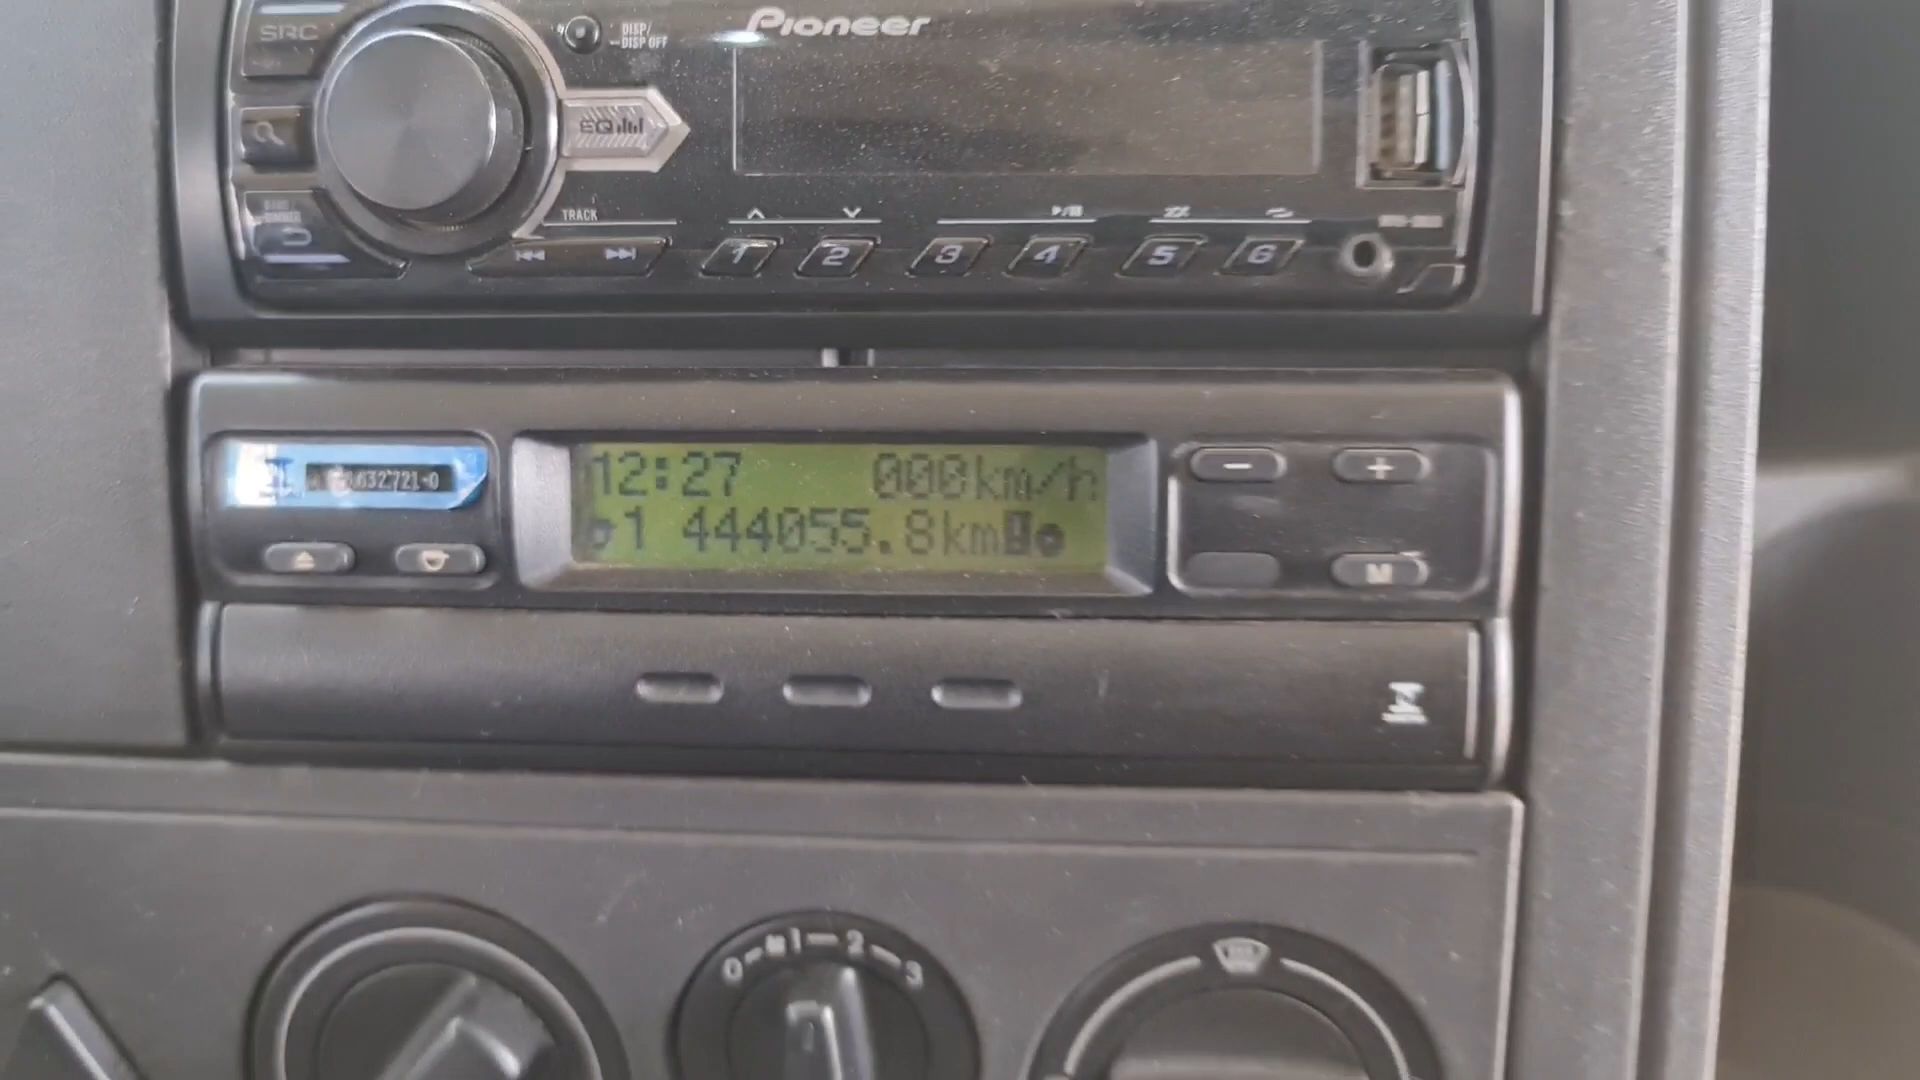 Pioneer
SRC
DISP/
DISP OFF
EQ
TRACK
1 2 3 4 5 6
12:27 000km/h
1 444055.8km
- +
M
0 1 2 3